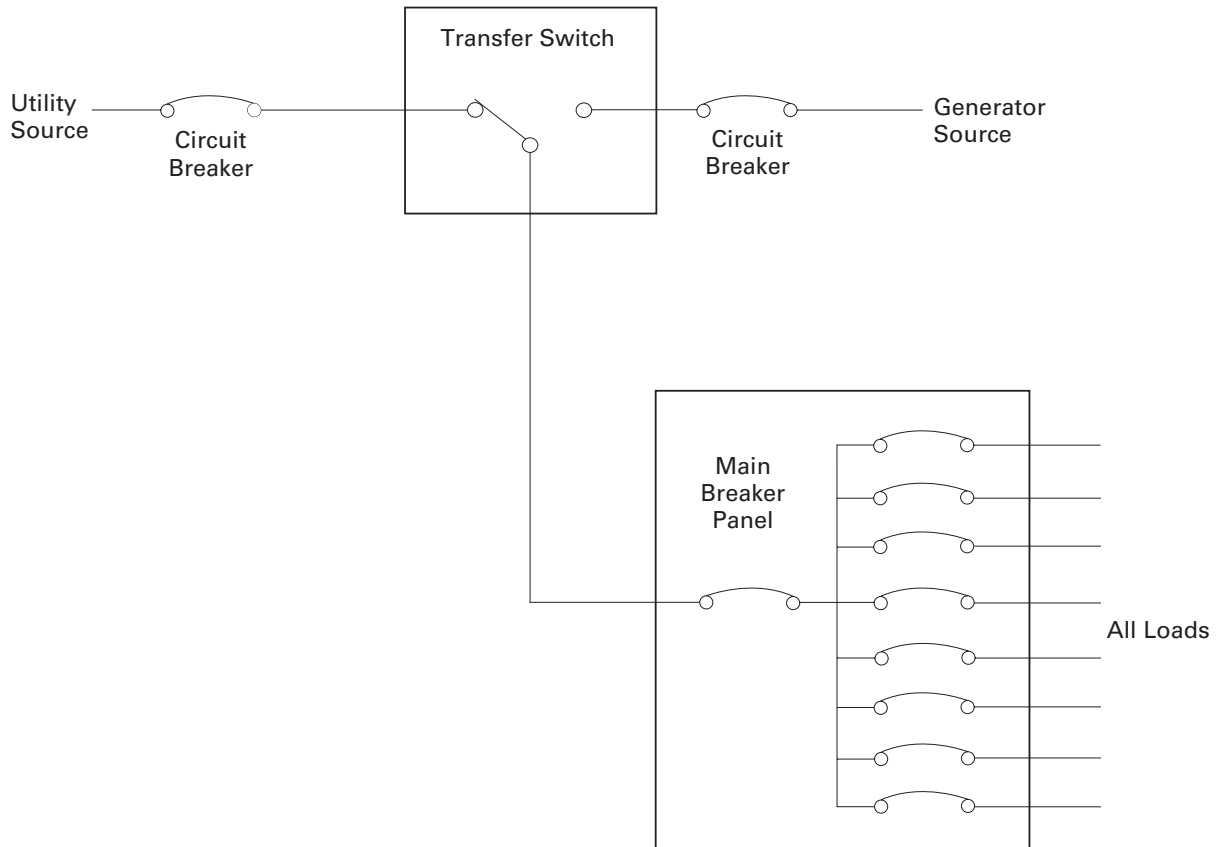 Transfer Switch
Utility
Source
Circuit
Breaker
Circuit
Breaker
Generator
Source
Main
Breaker
Panel
All Loads